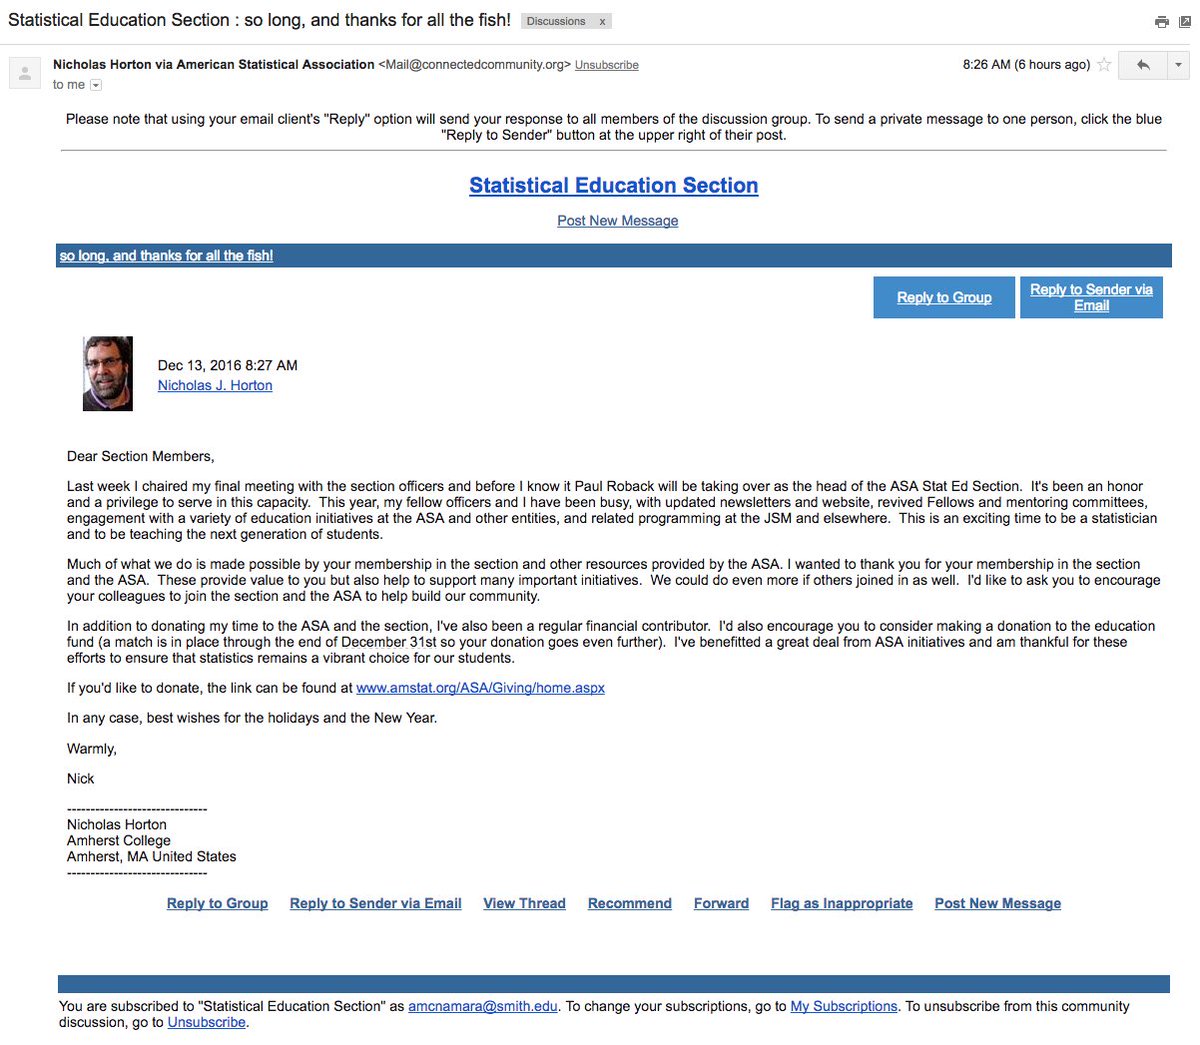 Statistical Education Section : so long, and thanks for all the fish! Discussions x
Nicholas Horton via American Statistical Association <Mail@connectedcommunity.org> Unsubscribe
8:26 AM (6 hours ago)
to me
Please note that using your email client's "Reply" option will send your response to all members of the discussion group. To send a private message to one person, click the blue
"Reply to Sender" button at the upper right of their post.
Statistical Education Section
Post New Message
so long, and thanks for all the fish!
Reply to Group
Reply to Sender via
Email
Dec 13, 2016 8:27 AM
Nicholas J. Horton
Dear Section Members,
Last week I chaired my final meeting with the section officers and before I know it Paul Roback will be taking over as the head of the ASA Stat Ed Section.  It's been an honor
and a privilege to serve in this capacity.  This year, my fellow officers and I have been busy, with updated newsletters and website, revived Fellows and mentoring committees,
engagement with a variety of education initiatives at the ASA and other entities, and related programming at the JSM and elsewhere.  This is an exciting time to be a statistician
and to be teaching the next generation of students.
Much of what we do is made possible by your membership in the section and other resources provided by the ASA. I wanted to thank you for your membership in the section
and the ASA.  These provide value to you but also help to support many important initiatives.  We could do even more if others joined in as well.  I'd like to ask you to encourage
your colleagues to join the section and the ASA to help build our community.
In addition to donating my time to the ASA and the section, I've also been a regular financial contributor.  I'd also encourage you to consider making a donation to the education
fund (a match is in place through the end of December 31st so your donation goes even further).  I've benefitted a great deal from ASA initiatives and am thankful for these
efforts to ensure that statistics remains a vibrant choice for our students.
If you'd like to donate, the link can be found at www.amstat.org/ASA/Giving/home.aspx
In any case, best wishes for the holidays and the New Year.
Warmly,
Nick
------------------------------
Nicholas Horton
Amherst College
Amherst, MA United States
------------------------------
Reply to Group Reply to Sender via Email View Thread Recommend Forward Flag as Inappropriate Post New Message
You are subscribed to "Statistical Education Section" as amcnamara@smith.edu. To change your subscriptions, go to My Subscriptions. To unsubscribe from this community
discussion, go to Unsubscribe.